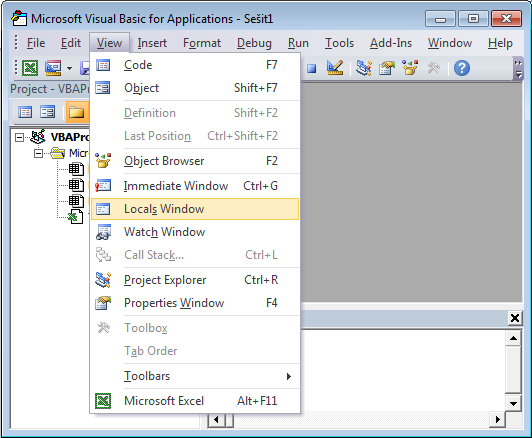 Microsoft Visual Basic for Applications - Sešit1
File Edit View Insert Format Debug Run Tools Add-Ins Window Help
Project - VBAPro
VBAPro
Micr
Code F7
Object Shift+F7
Definition Shift+F2
Last Position Ctrl+Shift+F2
Object Browser F2
Immediate Window Ctrl+G
Locals Window
Watch Window
Call Stack... Ctrl+L
Project Explorer Ctrl+R
Properties Window F4
Toolbox
Tab Order
Toolbars
Microsoft Excel Alt+F11